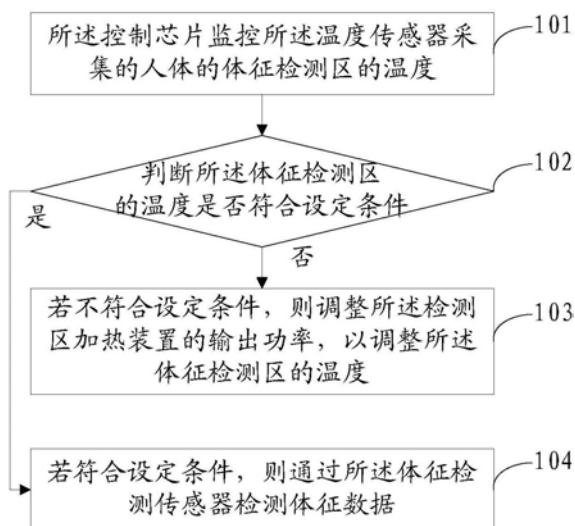 所述控制芯片监控所述温度传感器采
集的人体的体征检测区的温度
101
判断所述体征检测区
的温度是否符合设定条件
102
是
否
若不符合设定条件，则调整所述检测
区加热装置的输出功率，以调整所述
体征检测区的温度
103
若符合设定条件，则通过所述体征检
测传感器检测体征数据
104